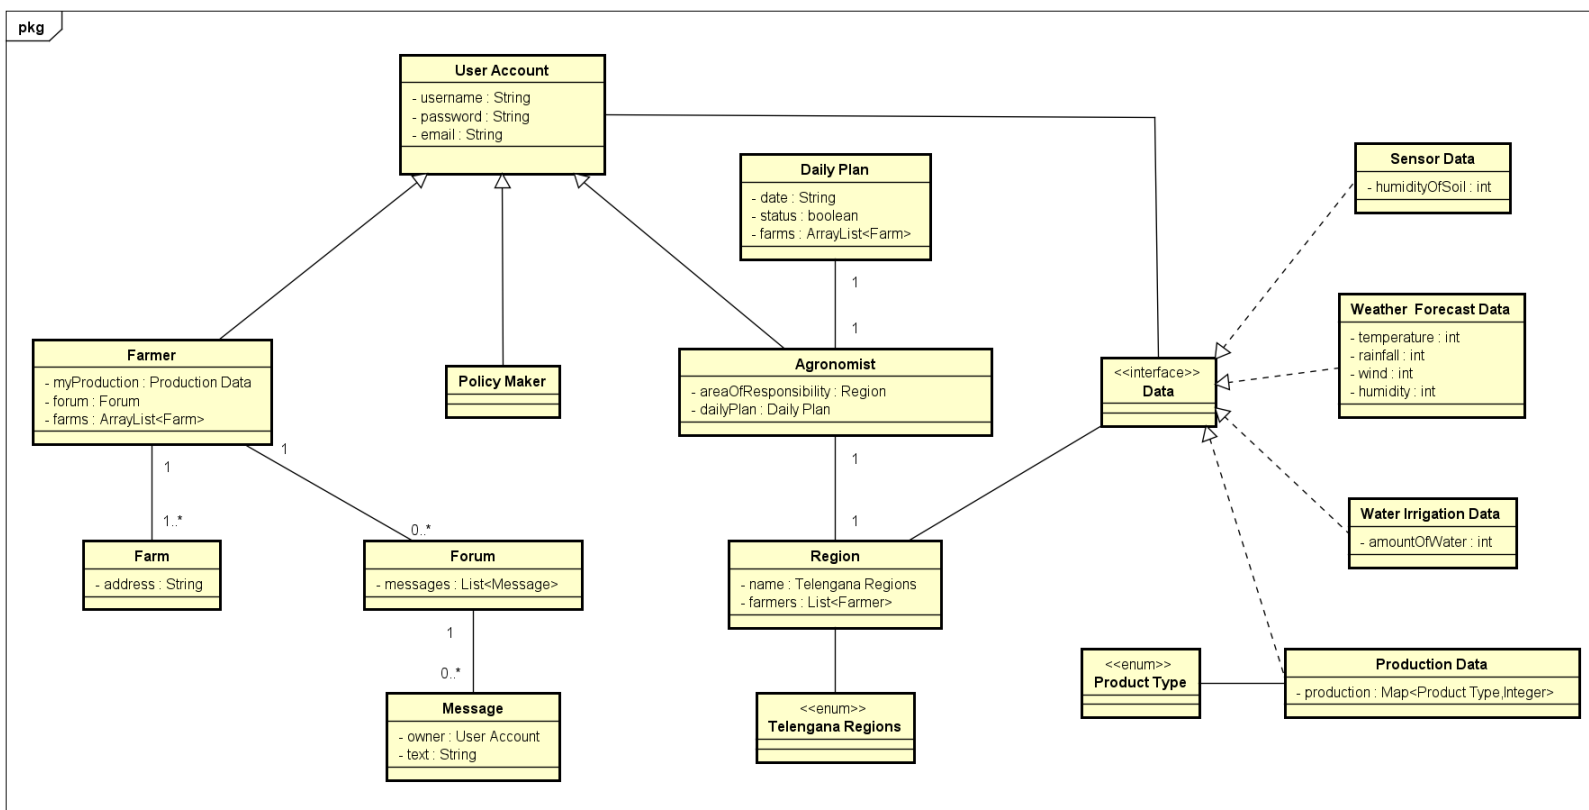 pkg
User Account
- username : String
- password : String
- email : String
Daily Plan
- date : String
- status : boolean
- farms : ArrayList<Farm>
Sensor Data
- humidityOfSoil : int
1
1
Weather  Forecast Data
- temperature : int
- rainfall : int
- wind : int
- humidity : int
Farmer
- myProduction : Production Data
- forum : Forum
- farms : ArrayList<Farm>
Policy Maker
Agronomist
- areaOfResponsibility : Region
- dailyPlan : Daily Plan
<<interface>>
Data
1
1
1
1..*
0..*
1
Water Irrigation Data
- amountOfWater : int
Farm
- address : String
Forum
- messages : List<Message>
Region
- name : Telengana Regions
- farmers : List<Farmer>
1
0..*
<<enum>>
Product Type
Production Data
- production : Map<Product Type,Integer>
Message
- owner : User Account
- text : String
<<enum>>
Telengana Regions